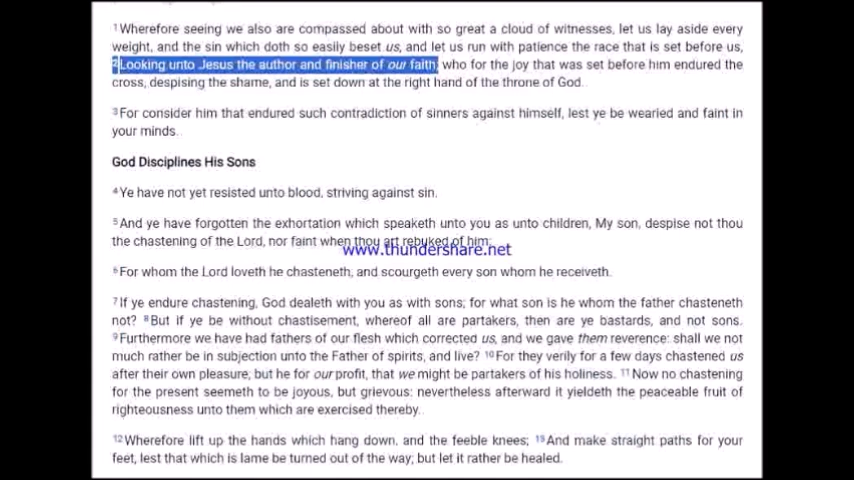 1Wherefore seeing we also are compassed about with so great a cloud of witnesses, let us lay aside every
weight, and the sin which doth so easily beset us, and let us run with patience the race that is set before us,
2Looking unto Jesus the author and finisher of our faith; who for the joy that was set before him endured the
cross, despising the shame, and is set down at the right hand of the throne of God.
3For consider him that endured such contradiction of sinners against himself, lest ye be wearied and faint in
your minds.
God Disciplines His Sons
4Ye have not yet resisted unto blood, striving against sin.
5And ye have forgotten the exhortation which speaketh unto you as unto children, My son, despise not thou
the chastening of the Lord, nor faint when thou art rebuked of him:
www.thundershare.net
6For whom the Lord loveth he chasteneth, and scourgeth every son whom he receiveth.
7If ye endure chastening, God dealeth with you as with sons; for what son is he whom the father chasteneth
not? 8But if ye be without chastisement, whereof all are partakers, then are ye bastards, and not sons.
9Furthermore we have had fathers of our flesh which corrected us, and we gave them reverence: shall we not
much rather be in subjection unto the Father of spirits, and live? 10For they verily for a few days chastened us
after their own pleasure; but he for our profit, that we might be partakers of his holiness. 11Now no chastening
for the present seemeth to be joyous, but grievous: nevertheless afterward it yieldeth the peaceable fruit of
righteousness unto them which are exercised thereby.
12Wherefore lift up the hands which hang down, and the feeble knees; 13And make straight paths for your
feet, lest that which is lame be turned out of the way; but let it rather be healed.